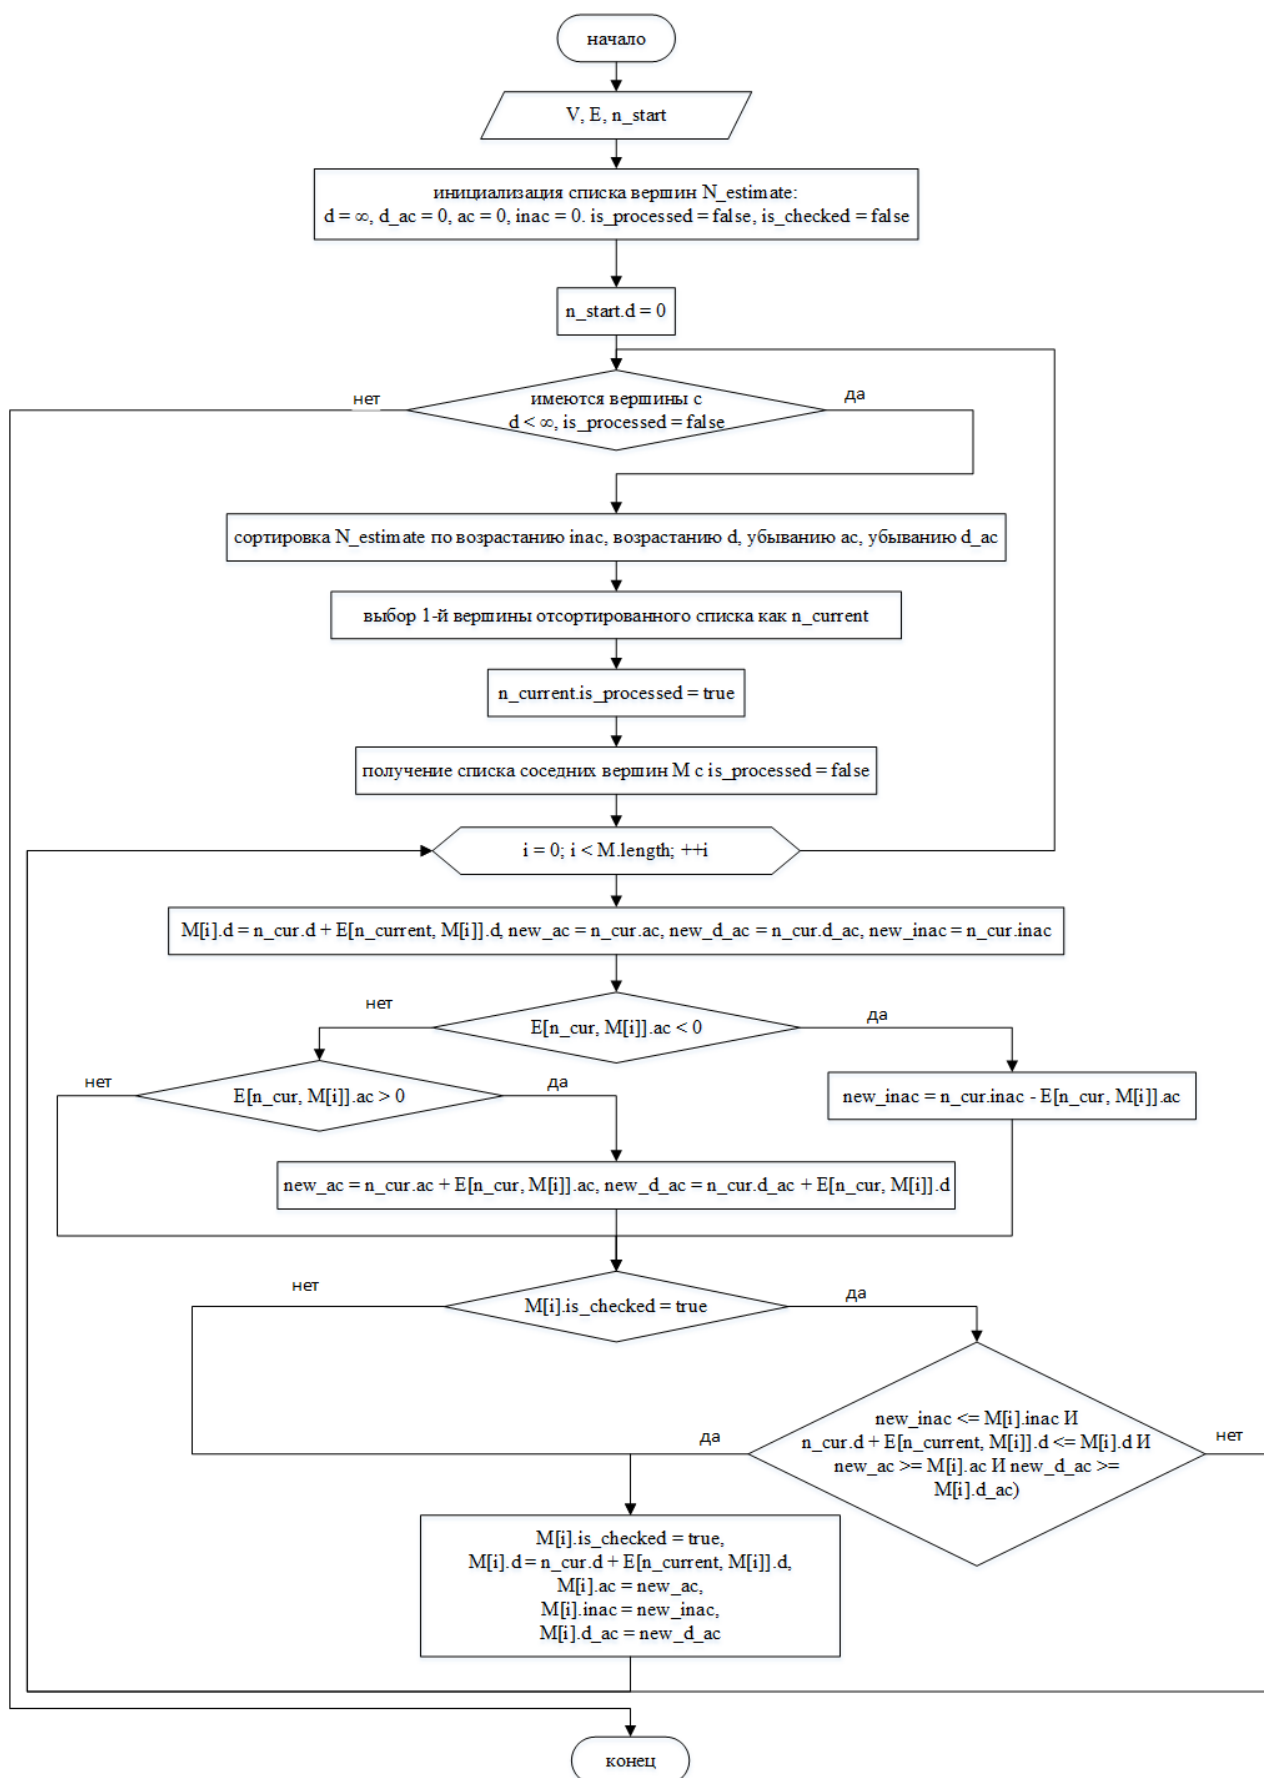 начало
V, E, n_start
инициализация списка вершин N_estimate:
d = ∞, d_ac = 0, ac = 0, inac = 0. is_processed = false, is_checked = false
n_start.d = 0
нет
да
имеются вершины с
d < ∞, is_processed = false
сортировка N_estimate по возрастанию inac, возрастанию d, убыванию ac, убыванию d_ac
выбор 1-й вершины отсортированного списка как n_current
n_current.is_processed = true
получение списка соседних вершин M с is_processed = false
i = 0; i < M.length; ++i
M[i].d = n_cur.d + E[n_current, M[i]].d, new_ac = n_cur.ac, new_d_ac = n_cur.d_ac, new_inac = n_cur.inac
нет
да
E[n_cur, M[i]].ac < 0
нет
да
E[n_cur, M[i]].ac > 0
new_inac = n_cur.inac - E[n_cur, M[i]].ac
new_ac = n_cur.ac + E[n_cur, M[i]].ac, new_d_ac = n_cur.d_ac + E[n_cur, M[i]].d
нет
да
M[i].is_checked = true
new_inac <= M[i].inac И
n_cur.d + E[n_current, M[i]].d <= M[i].d И
new_ac >= M[i].ac И new_d_ac >=
M[i].d_ac)
да
нет
M[i].is_checked = true,
M[i].d = n_cur.d + E[n_current, M[i]].d,
M[i].ac = new_ac,
M[i].inac = new_inac,
M[i].d_ac = new_d_ac
конец